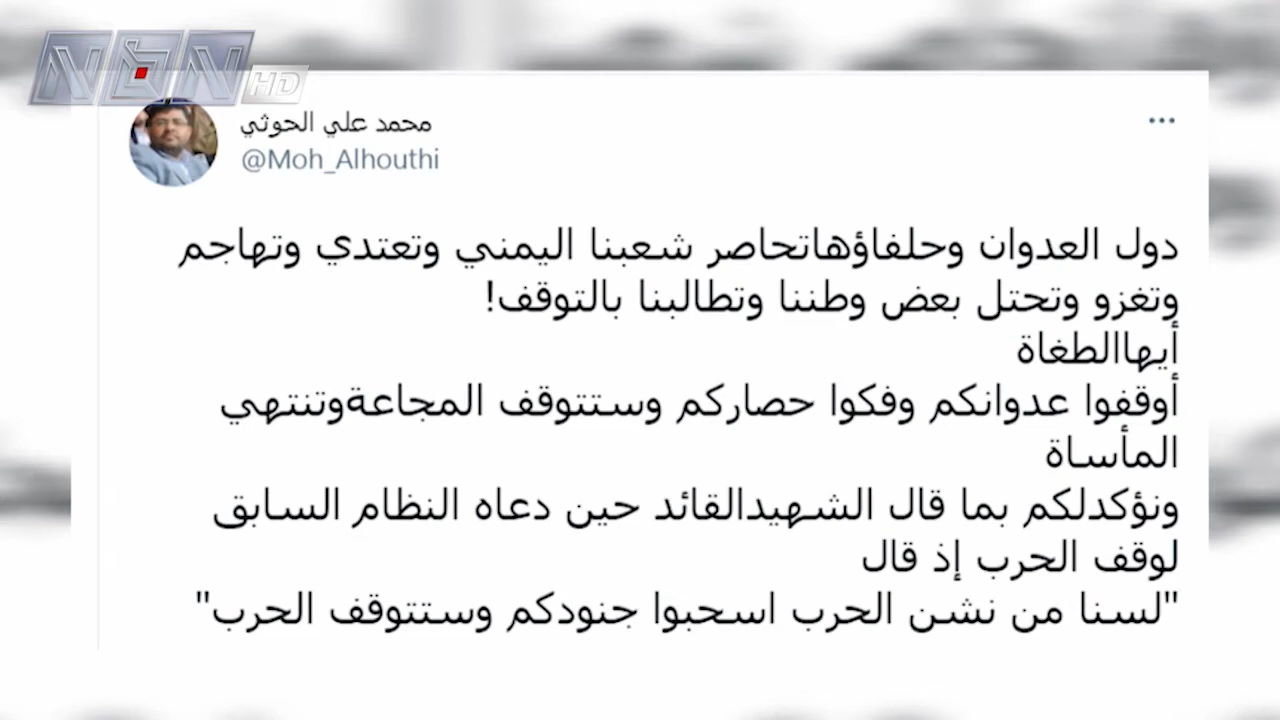 NBN HD
محمد علي الحوثي
@Moh_Alhouthi
دول العدوان وحلفاؤهاتحاصر شعبنا اليمني وتعتدي وتهاجم
وتغزو وتحتل بعض وطننا وتطالبنا بالتوقف!
أيهاالطغاة
أوقفوا عدوانكم وفكوا حصاركم وستتوقف المجاعةوتنتهي
المأساة
ونؤكدلكم بما قال الشهيدالقائد حين دعاه النظام السابق
لوقف الحرب إذ قال
"لسنا من نشن الحرب اسحبوا جنودكم وستتوقف الحرب"